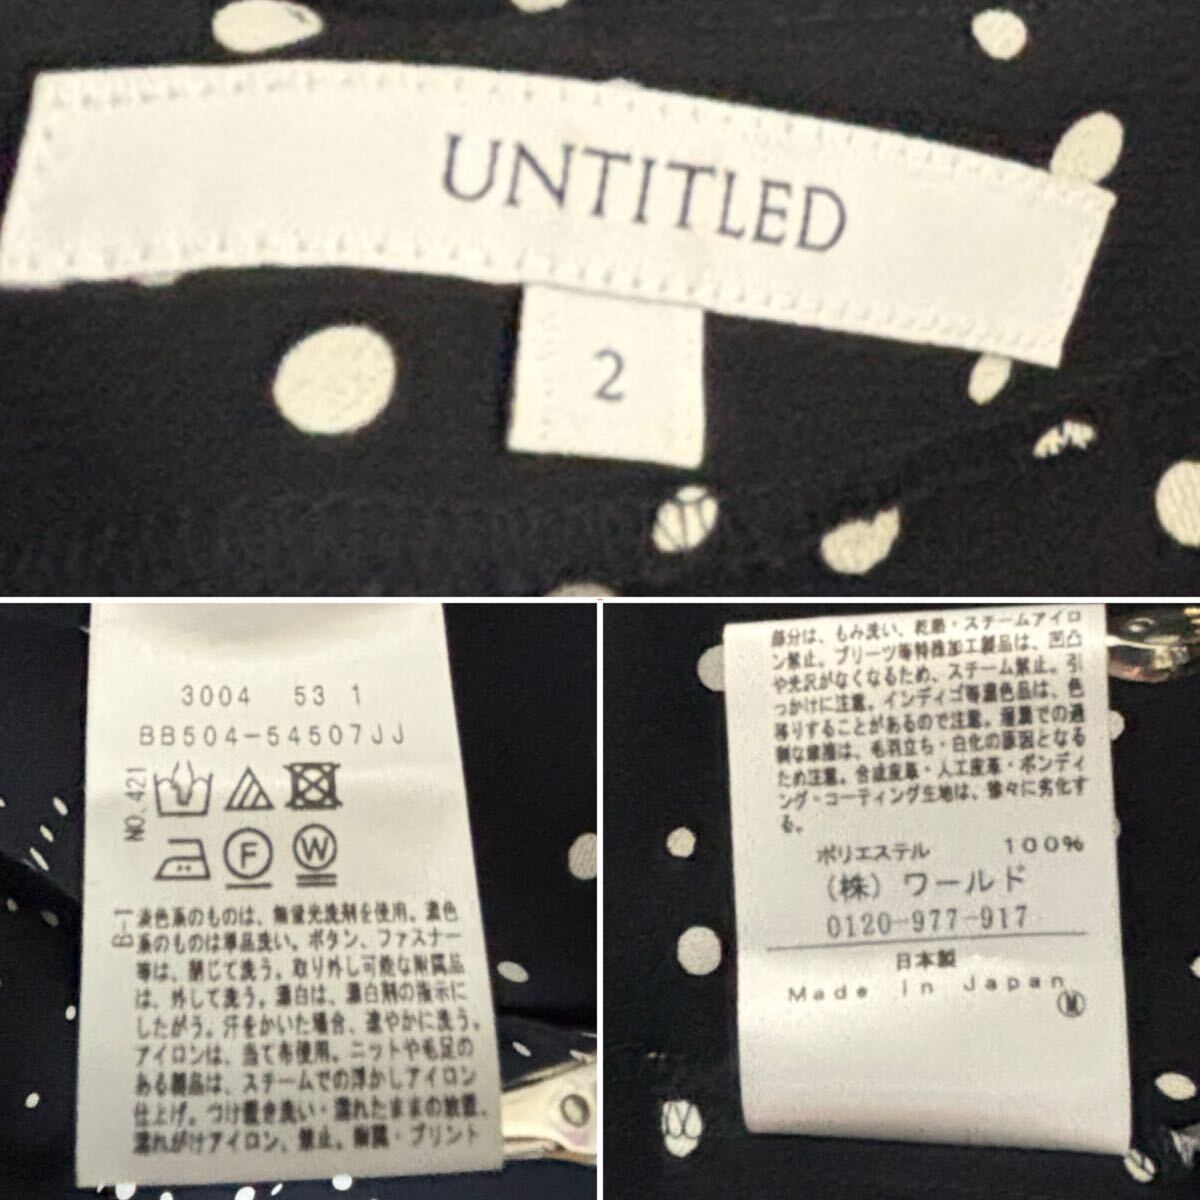 UNTITLED
2
3004 53 1
BB504-54507JJ
NO.421
F
W
B-1
淡色系のものは、無蛍光洗剤を使用。濃色
系のものは単品洗い。ボタン、ファスナー
等は、閉じて洗う。取り外し可能な附属品
は、外して洗う。漂白は、漂白剤の指示に
したがう。汗をかいた場合、速やかに洗う。
アイロンは、当て布使用。ニットや毛足の
ある製品は、スチームでの浮かしアイロン
仕上げ。つけ置き洗い・濡れたままの放置、
濡れがけアイロン、禁止。附属・プリント
部分は、もみ洗い、乾燥・スチームアイロ
ン禁止。プリーツ等特殊加工製品は、凹凸
や光沢がなくなるため、スチーム禁止。引
っかけに注意。インディゴ等濃色品は、色
移りすることがあるので注意。湿潤での過
剰な摩擦は、毛羽立ち・白化の原因となる
ため注意。合成皮革・人工皮革・ボンディ
ング・コーティング生地は、徐々に劣化す
る。
ポリエステル 100%
(株) ワールド
0120-977-917
日本製
Made in Japan
M